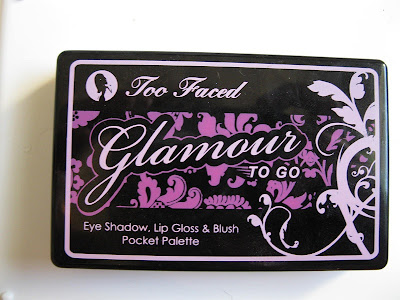 Too Faced
Glamour
TO GO
Eye Shadow, Lip Gloss & Blush
Pocket Palette